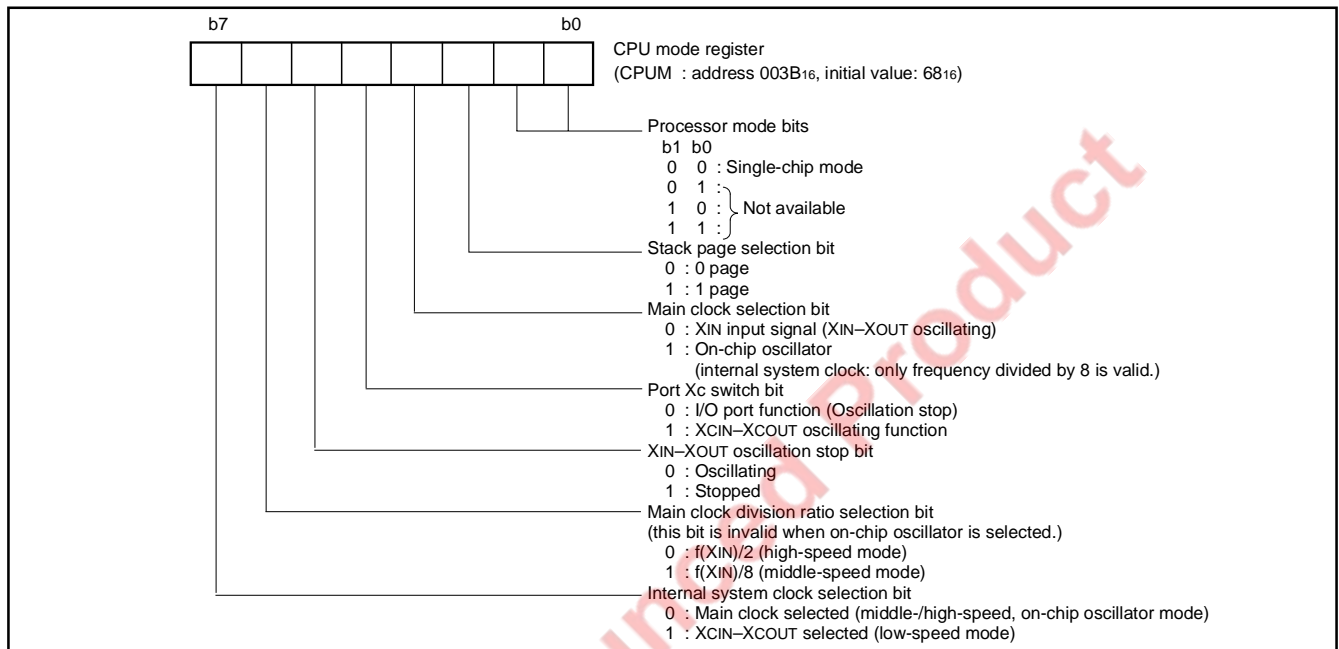 b7 b0
CPU mode register
(CPUM : address 003B16, initial value: 6816)
Processor mode bits
b1 b0
0 0 : Single-chip mode
0 1 :
1 0 : Not available
1 1 :
Stack page selection bit
0 : 0 page
1 : 1 page
Main clock selection bit
0 : XIN input signal (XIN–XOUT oscillating)
1 : On-chip oscillator
(internal system clock: only frequency divided by 8 is valid.)
Port Xc switch bit
0 : I/O port function (Oscillation stop)
1 : XCIN–XCOUT oscillating function
XIN–XOUT oscillation stop bit
0 : Oscillating
1 : Stopped
Main clock division ratio selection bit
(this bit is invalid when on-chip oscillator is selected.)
0 : f(XIN)/2 (high-speed mode)
1 : f(XIN)/8 (middle-speed mode)
Internal system clock selection bit
0 : Main clock selected (middle-/high-speed, on-chip oscillator mode)
1 : XCIN–XCOUT selected (low-speed mode)
unced Product